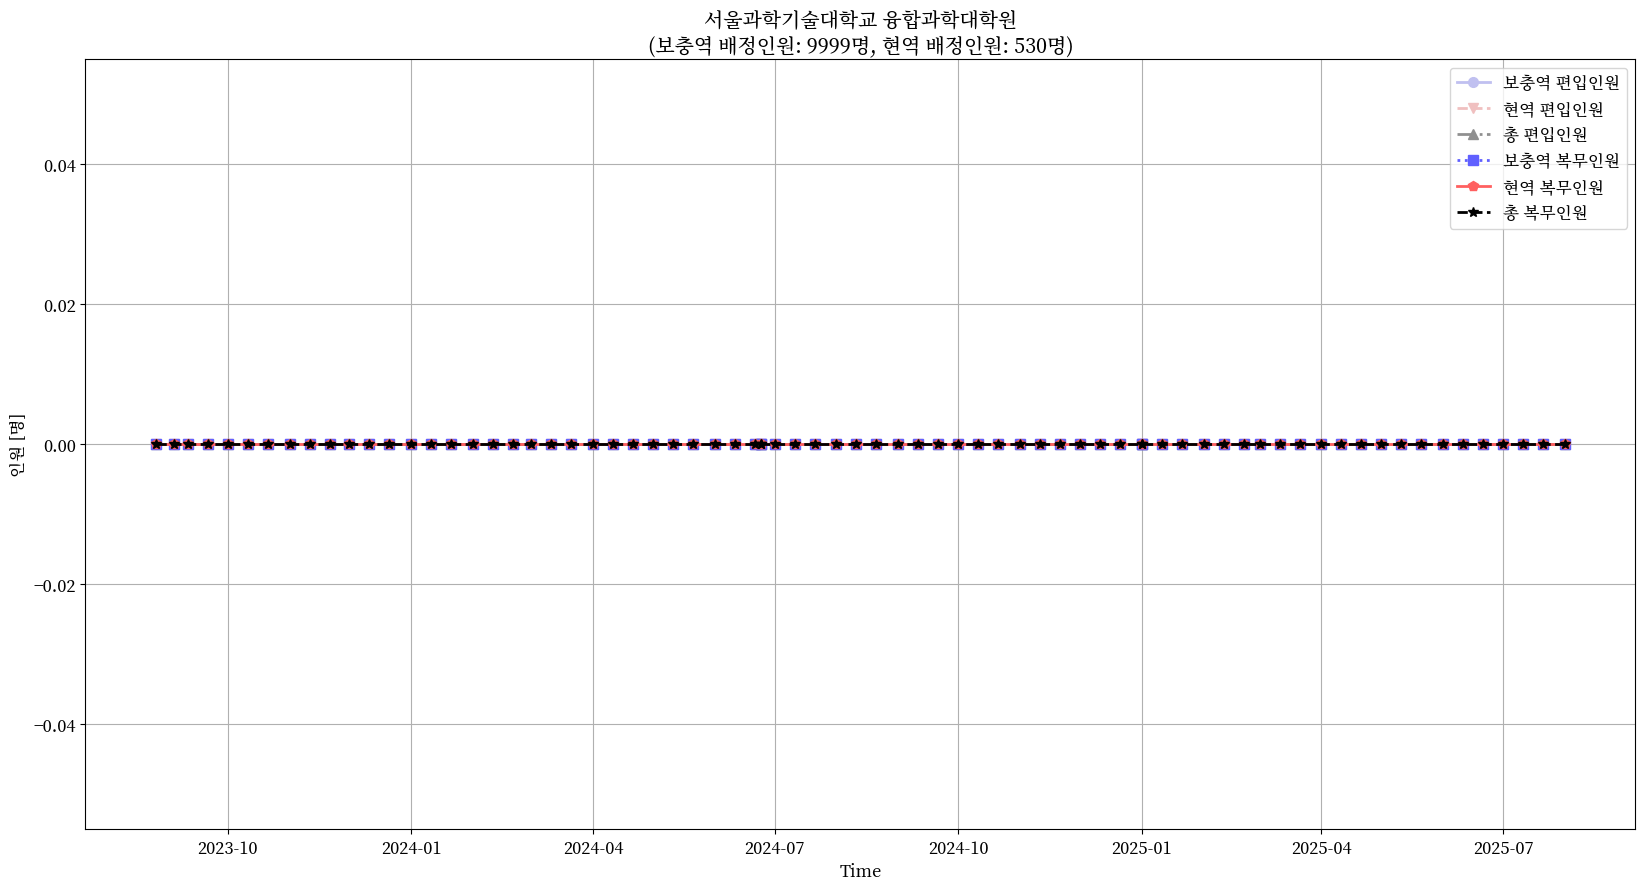 서울과학기술대학교 융합과학대학원
(보충역 배정인원: 9999명, 현역 배정인원: 530명)
보충역 편입인원
현역 편입인원
총 편입인원
보충역 복무인원
현역 복무인원
총 복무인원
인원 [명]
0.04
0.02
0.00
−0.02
−0.04
2023-10
2024-01
2024-04
2024-07
2024-10
2025-01
2025-04
2025-07
Time